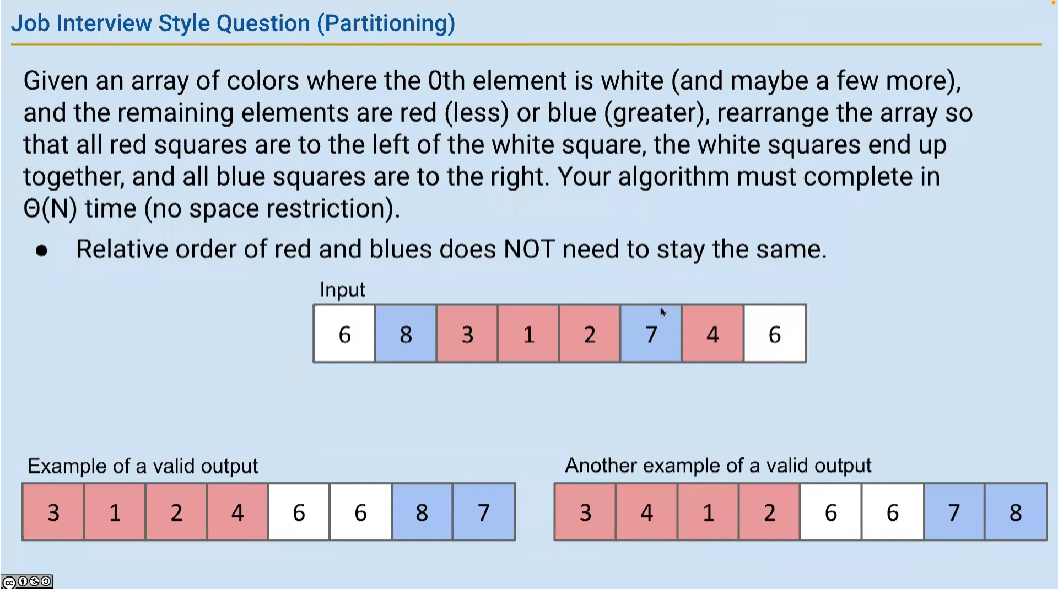 Job Interview Style Question (Partitioning)
Given an array of colors where the 0th element is white (and maybe a few more),
and the remaining elements are red (less) or blue (greater), rearrange the array so
that all red squares are to the left of the white square, the white squares end up
together, and all blue squares are to the right. Your algorithm must complete in
Θ(N) time (no space restriction).
● Relative order of red and blues does NOT need to stay the same.
Input
6 8 3 1 2 7 4 6
Example of a valid output
3 1 2 4 6 6 8 7
Another example of a valid output
3 4 1 2 6 6 7 8
cc